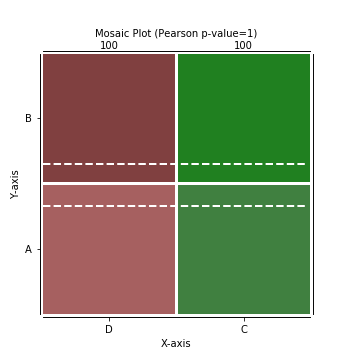 Mosaic Plot (Pearson p-value=1)
100 100
B
Y-axis
A
D C
X-axis